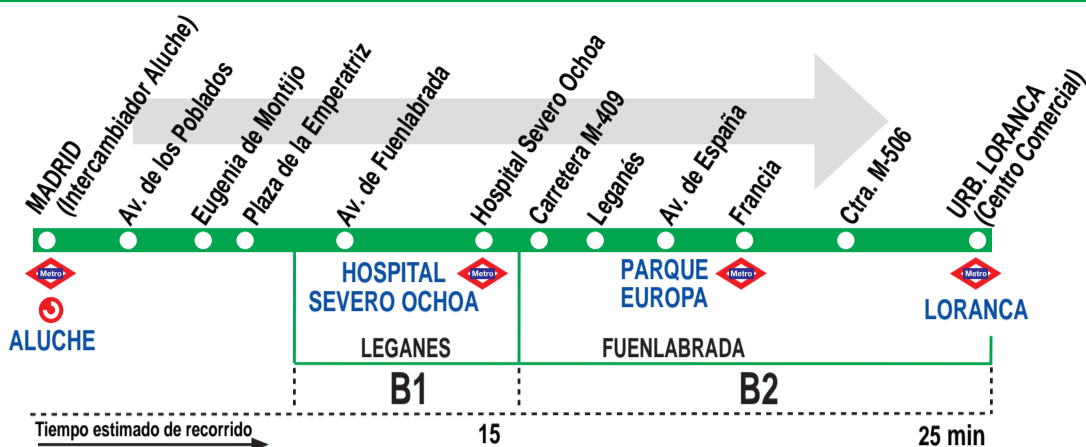 MADRID
(Intercambiador Aluche)
Av. de los Poblados
Eugenia de Montijo
Plaza de la Emperatriz
Av. de Fuenlabrada
Hospital Severo Ochoa
Carretera M-409
Leganés
Av. de España
Francia
Ctra. M-506
URB. LORANCA
(Centro Comercial)
Metro
Metro
Metro
Metro
ALUCHE
HOSPITAL
SEVERO OCHOA
PARQUE
EUROPA
LORANCA
LEGANES
FUENLABRADA
B1
B2
Tiempo estimado de recorrido
15
25 min